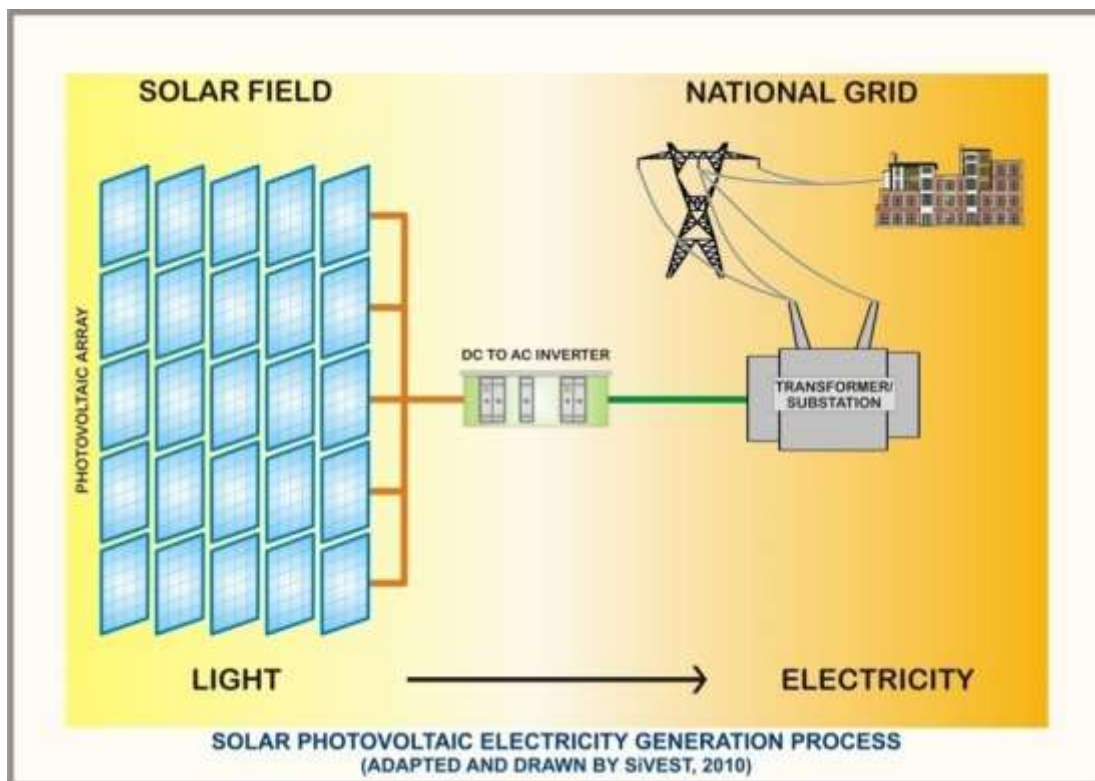 SOLAR FIELD
NATIONAL GRID
PHOTOVOLTAIC ARRAY
DC TO AC INVERTER
TRANSFORMER/
SUBSTATION
LIGHT
ELECTRICITY
SOLAR PHOTOVOLTAIC ELECTRICITY GENERATION PROCESS
(ADAPTED AND DRAWN BY SiVEST, 2010)